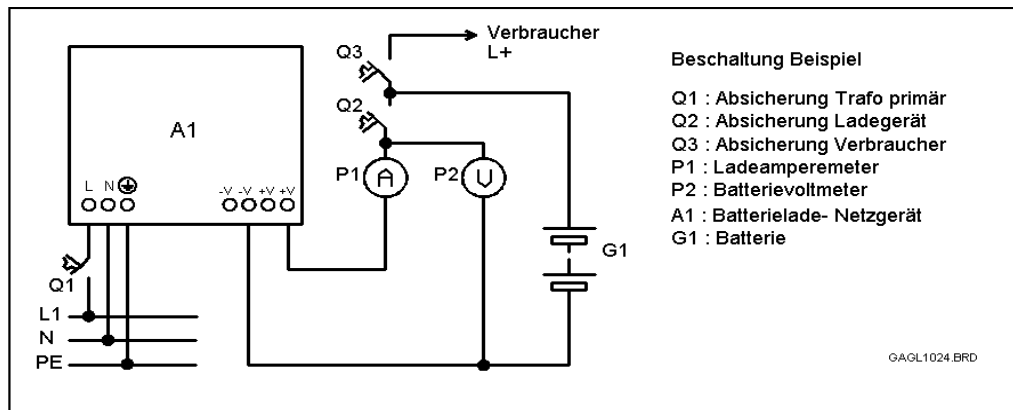 Verbraucher
L+
Q3
Q2
A1
P1
A
P2
V
L N
-V -V +V +V
G1
Q1
L1
N
PE
Beschaltung Beispiel
Q1 : Absicherung Trafo primär
Q2 : Absicherung Ladegerät
Q3 : Absicherung Verbraucher
P1 : Ladeamperemeter
P2 : Batterievoltmeter
A1 : Batterielade- Netzgerät
G1 : Batterie
GAGL1024.BRD